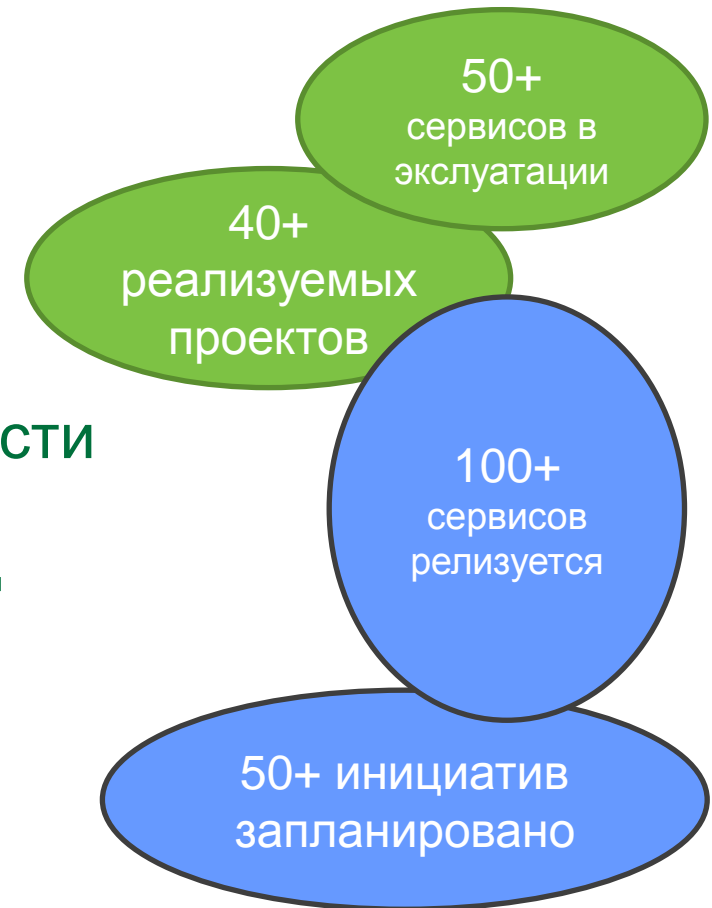 50+
сервисов в
экслуатации
40+
реализуемых
проектов
сти
100+
сервисов
релизуется
50+ инициатив
запланировано